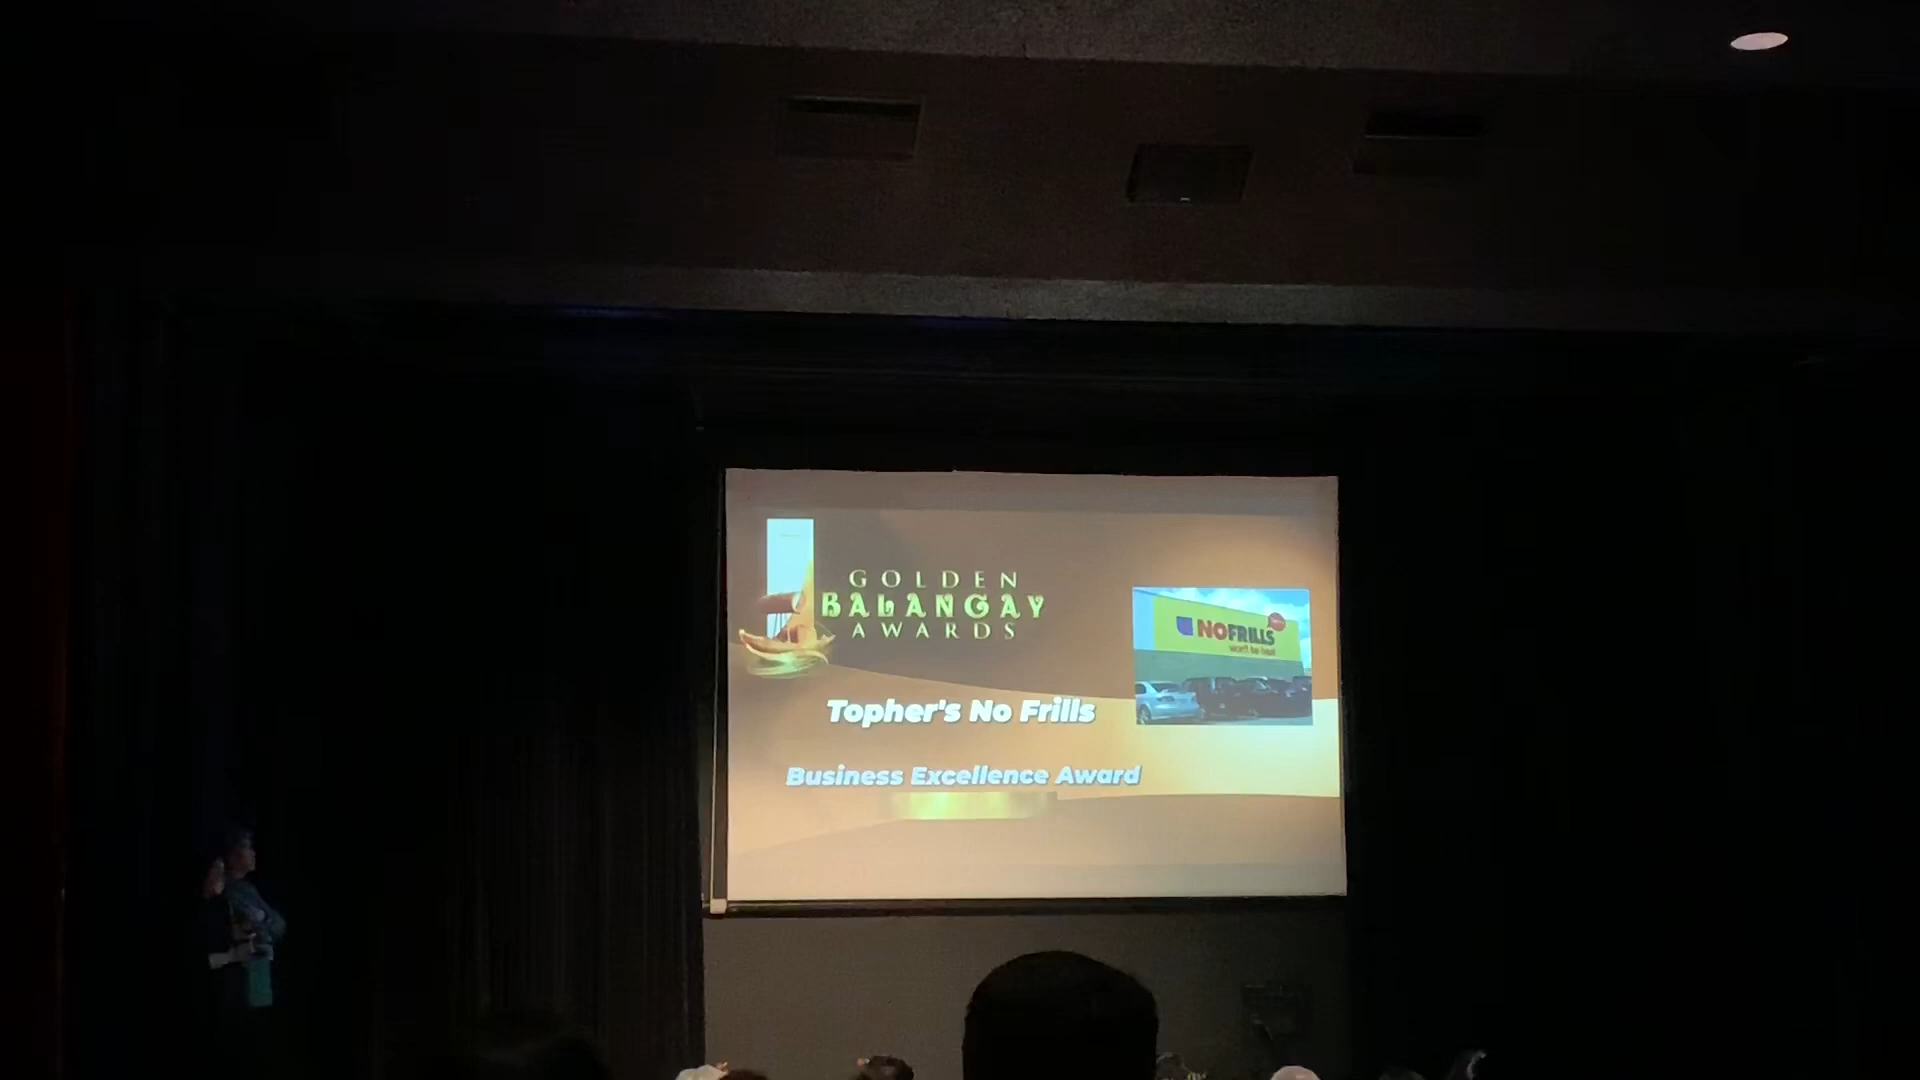 GOLDEN
BALANGAY
AWARDS
NOFRILLS
won't be beat
Topher's No Frills
Business Excellence Award